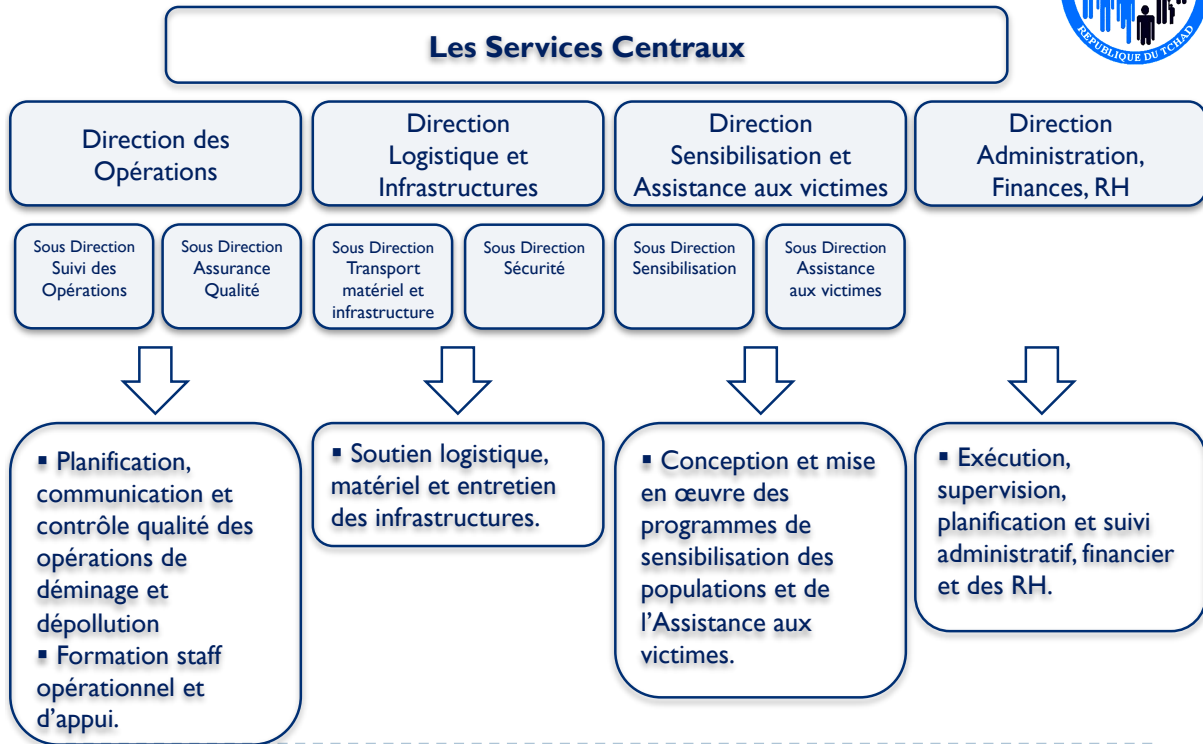 REPUBLIQUE DU TCHAD
Les Services Centraux
Direction des
Opérations
Direction
Logistique et
Infrastructures
Direction
Sensibilisation et
Assistance aux victimes
Direction
Administration,
Finances, RH
Sous Direction
Suivi des
Opérations
Sous Direction
Assurance
Qualité
Sous Direction
Transport
matériel et
infrastructure
Sous Direction
Sécurité
Sous Direction
Sensibilisation
Sous Direction
Assistance
aux victimes
▪ Planification,
communication et
contrôle qualité des
opérations de
déminage et
dépollution
▪ Formation staff
opérationnel et
d’appui.
▪ Soutien logistique,
matériel et entretien
des infrastructures.
▪ Conception et mise
en œuvre des
programmes de
sensibilisation des
populations et de
l’Assistance aux
victimes.
▪ Exécution,
supervision,
planification et suivi
administratif, financier
et des RH.